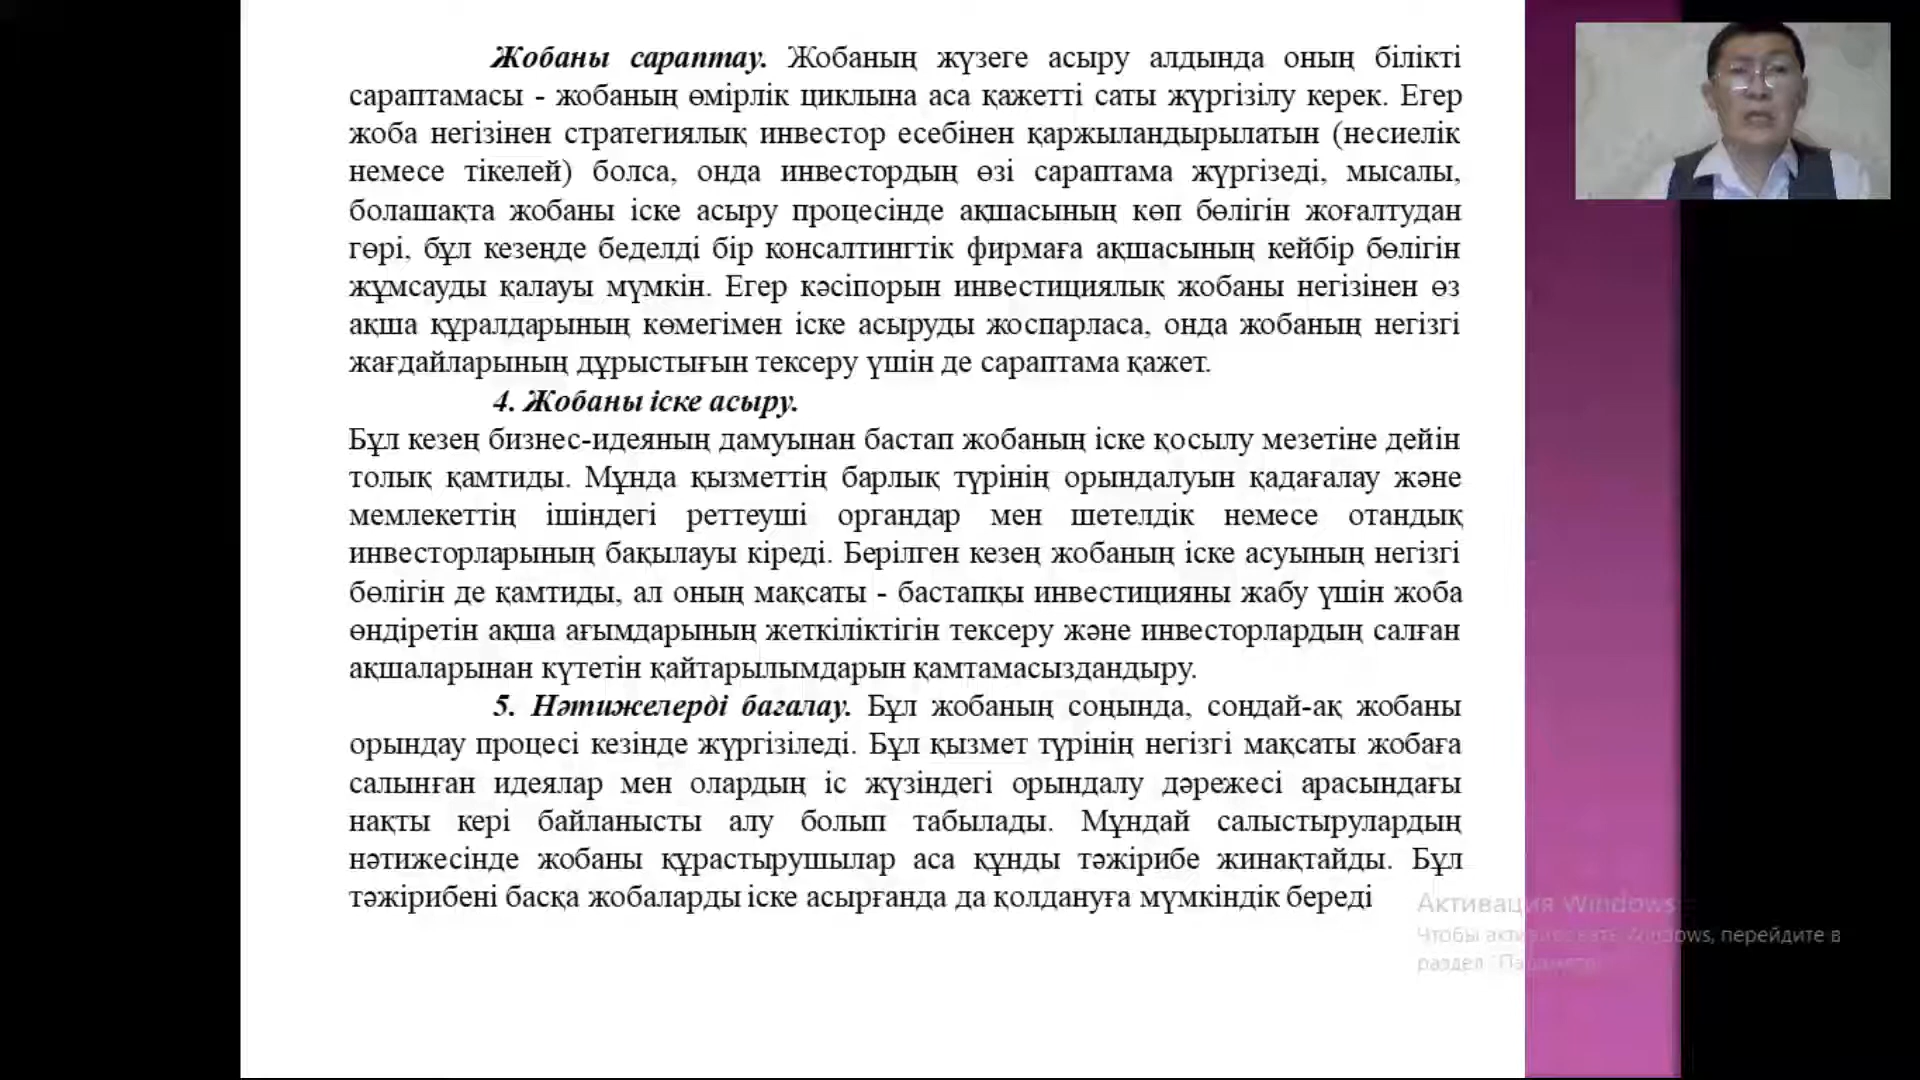 Жобаны сараптау. Жобаның жүзеге асыру алдында оның білікті
сараптамасы - жобаның өмірлік циклына аса қажетті саты жүргізілу керек. Егер
жоба негізінен стратегиялық инвестор есебінен қаржыландырылатын (несиелік
немесе тікелей) болса, онда инвестордың өзі сараптама жүргізеді, мысалы,
болашақта жобаны іске асыру процесінде ақшасының көп бөлігін жоғалтудан
гөрі, бұл кезеңде беделді бір консалтингтік фирмаға ақшасының кейбір бөлігін
жұмсауды қалауы мүмкін. Егер кәсіпорын инвестициялық жобаны негізінен өз
ақша құралдарының көмегімен іске асыруды жоспарласа, онда жобаның негізгі
жағдайларының дұрыстығын тексеру үшін де сараптама қажет.
4. Жобаны іске асыру.
Бұл кезең бизнес-идеяның дамуынан бастап жобаның іске қосылу мезетіне дейін
толық қамтиды. Мұнда қызметтің барлық түрінің орындалуын қадағалау және
мемлекеттің ішіндегі реттеуші органдар мен шетелдік немесе отандық
инвесторларының бақылауы кіреді. Берілген кезең жобаның іске асуының негізгі
бөлігін де қамтиды, ал оның мақсаты - бастапқы инвестицияны жабу үшін жоба
өндіретін ақша ағымдарының жеткіліктігін тексеру және инвесторлардың салған
ақшаларынан күтетін қайтарылымдарын қамтамасыздандыру.
5. Нәтижелерді бағалау. Бұл жобаның соңында, сондай-ақ жобаны
орындау процесі кезінде жүргізіледі. Бұл қызмет түрінің негізгі мақсаты жобаға
салынған идеялар мен олардың іс жүзіндегі орындалу дәрежесі арасындағы
нақты кері байланысты алу болып табылады. Мұндай салыстырулардың
нәтижесінде жобаны құрастырушылар аса құнды тәжірибе жинақтайды. Бұл
тәжірибені басқа жобаларды іске асырғанда да қолдануға мүмкіндік береді
Активация Windows
Чтобы активировать Windows, перейдите в
раздел "Параметры".